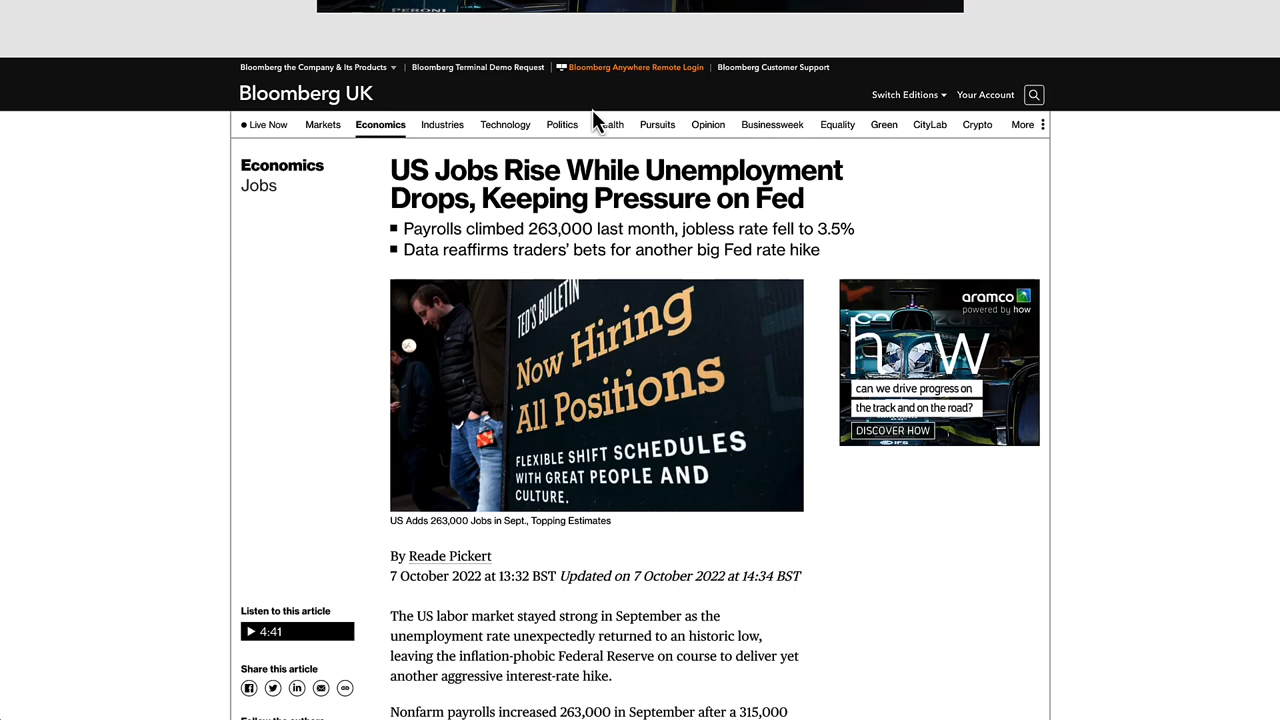 PERONI
Bloomberg the Company & Its Products
Bloomberg Terminal Demo Request
Bloomberg Anywhere Remote Login
Bloomberg Customer Support
Bloomberg UK
Switch Editions
Your Account
Live Now
Markets
Economics
Industries
Technology
Politics
alth
Pursuits
Opinion
Businessweek
Equality
Green
CityLab
Crypto
More
Economics
Jobs
US Jobs Rise While Unemployment
Drops, Keeping Pressure on Fed
Payrolls climbed 263,000 last month, jobless rate fell to 3.5%
Data reaffirms traders’ bets for another big Fed rate hike
TED'S BULLETIN
Now Hiring
All Positions
FLEXIBLE SHIFT SCHEDULES
WITH GREAT PEOPLE AND
CULTURE.
aramco
powered by how
how
can we drive progress on
the track and on the road?
DISCOVER HOW
US Adds 263,000 Jobs in Sept., Topping Estimates
By Reade Pickert
7 October 2022 at 13:32 BST Updated on 7 October 2022 at 14:34 BST
Listen to this article
4:41
Share this article
The US labor market stayed strong in September as the
unemployment rate unexpectedly returned to an historic low,
leaving the inflation-phobic Federal Reserve on course to deliver yet
another aggressive interest-rate hike.
Nonfarm payrolls increased 263,000 in September after a 315,000
Follow the authors